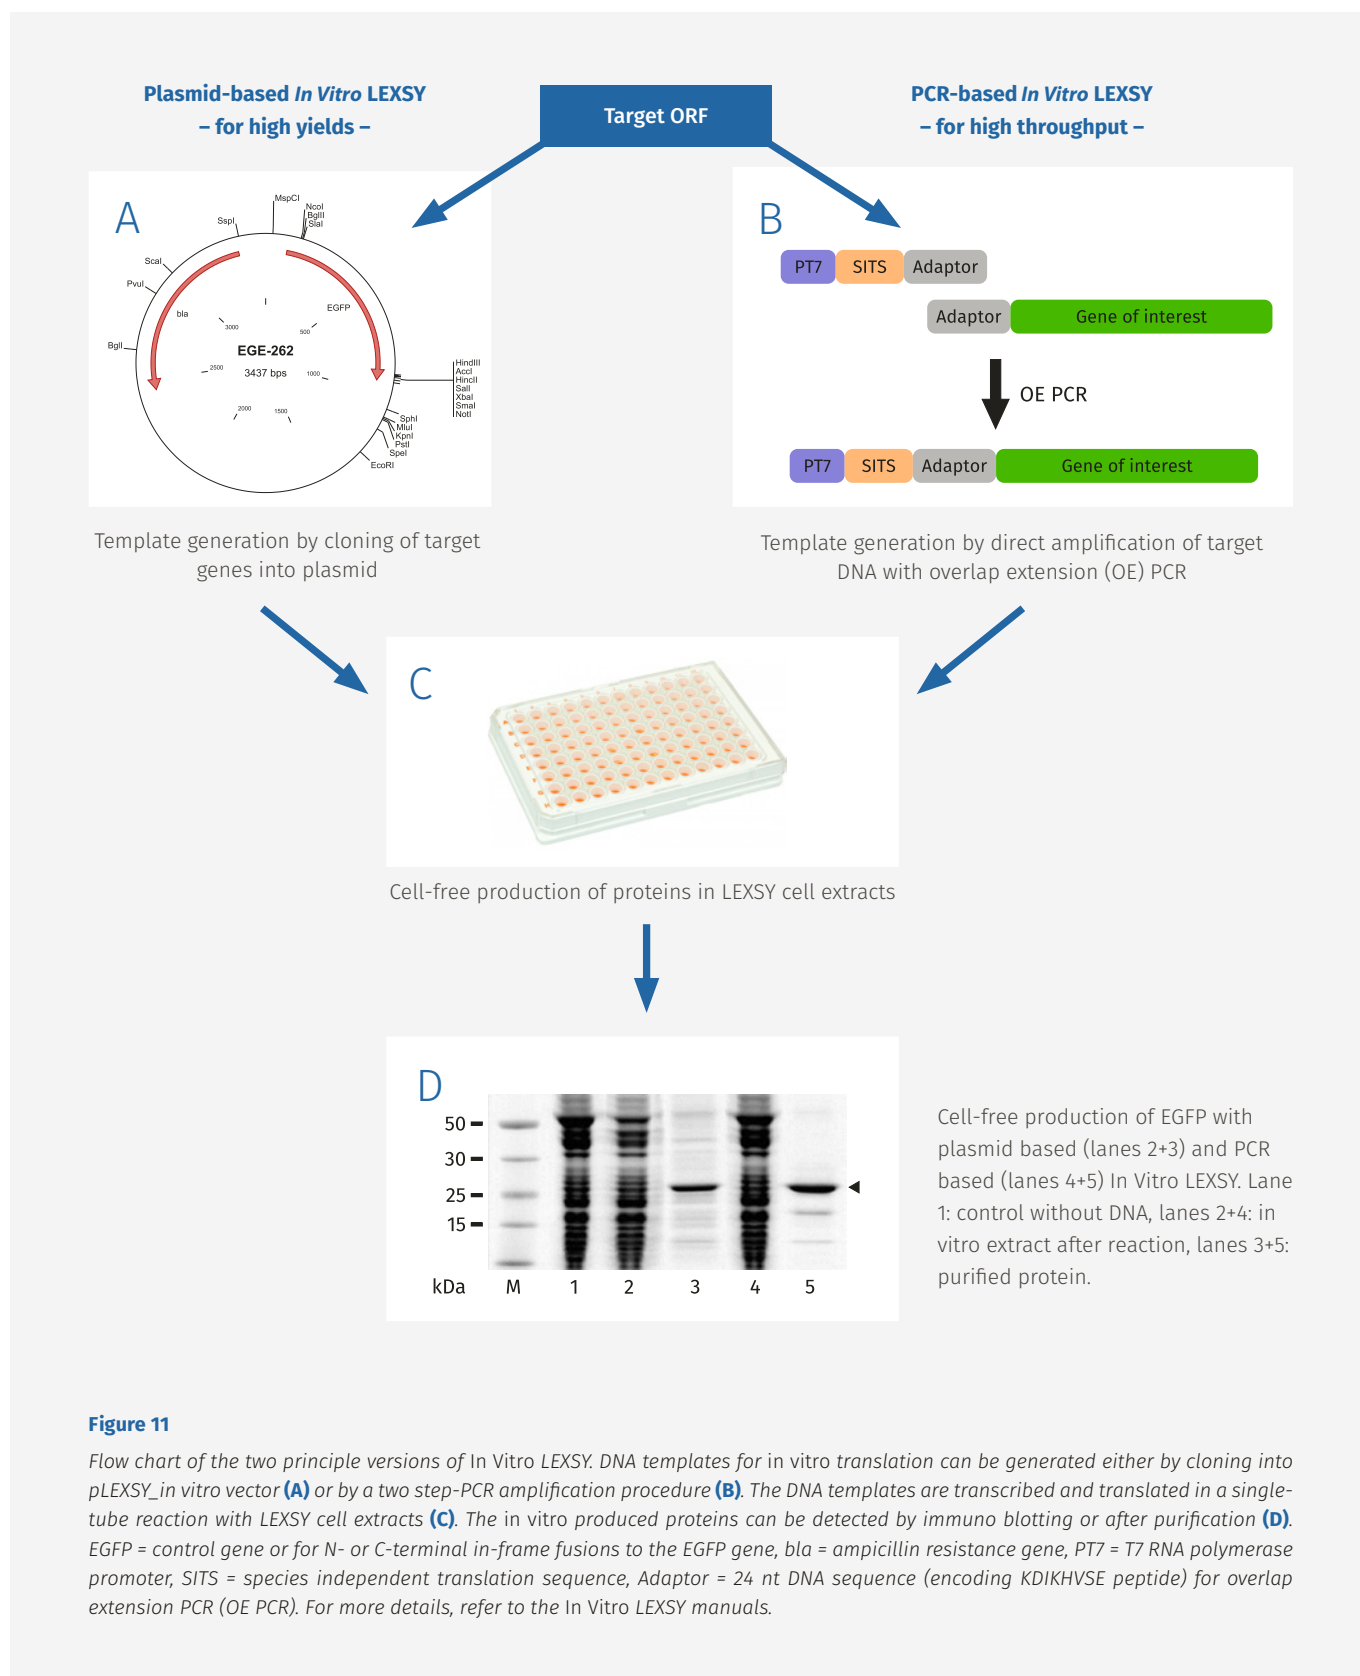 Plasmid-based In Vitro LEXSY
– for high yields –
Target ORF
PCR-based In Vitro LEXSY
– for high throughput –
A
MspCI
NcoI
BglII
SlaI
SspI
ScaI
PvuI
BglI
bla
EGFP
3000
500
EGE-262
3437 bps
2500
1000
2000
1500
HindIII
AccI
HincII
SalI
XbaI
SmaI
NotI
SphI
MluI
KpnI
PstI
SpeI
EcoRI
B
PT7 SITS Adaptor
Adaptor Gene of interest
OE PCR
PT7 SITS Adaptor Gene of interest
Template generation by cloning of target
genes into plasmid
Template generation by direct amplification of target
DNA with overlap extension (OE) PCR
C
Cell-free production of proteins in LEXSY cell extracts
D
50
30
25
15
kDa M 1 2 3 4 5
Cell-free production of EGFP with
plasmid based (lanes 2+3) and PCR
based (lanes 4+5) In Vitro LEXSY. Lane
1: control without DNA, lanes 2+4: in
vitro extract after reaction, lanes 3+5:
purified protein.
Figure 11
Flow chart of the two principle versions of In Vitro LEXSY. DNA templates for in vitro translation can be generated either by cloning into
pLEXSY_in vitro vector (A) or by a two step-PCR amplification procedure (B). The DNA templates are transcribed and translated in a single-
tube reaction with LEXSY cell extracts (C). The in vitro produced proteins can be detected by immuno blotting or after purification (D).
EGFP = control gene or for N- or C-terminal in-frame fusions to the EGFP gene, bla = ampicillin resistance gene, PT7 = T7 RNA polymerase
promoter, SITS = species independent translation sequence, Adaptor = 24 nt DNA sequence (encoding KDIKHVSE peptide) for overlap
extension PCR (OE PCR). For more details, refer to the In Vitro LEXSY manuals.